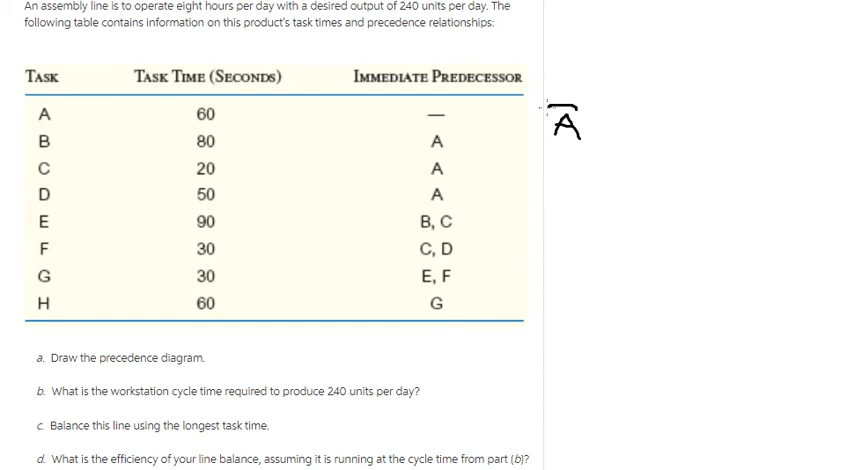 An assembly line is to operate eight hours per day with a desired output of 240 units per day. The
following table contains information on this product's task times and precedence relationships:
TASK TASK TIME (SECONDS) IMMEDIATE PREDECESSOR
A 60 —
B 80 A
C 20 A
D 50 A
E 90 B, C
F 30 C, D
G 30 E, F
H 60 G
A
a. Draw the precedence diagram.
b. What is the workstation cycle time required to produce 240 units per day?
c. Balance this line using the longest task time.
d. What is the efficiency of your line balance, assuming it is running at the cycle time from part (b)?